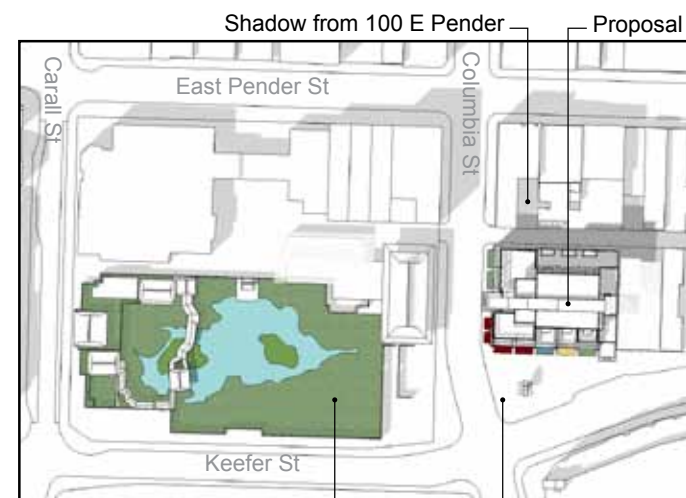 Shadow from 100 E Pender
Proposal
Carall St
East Pender St
Columbia St
Keefer St